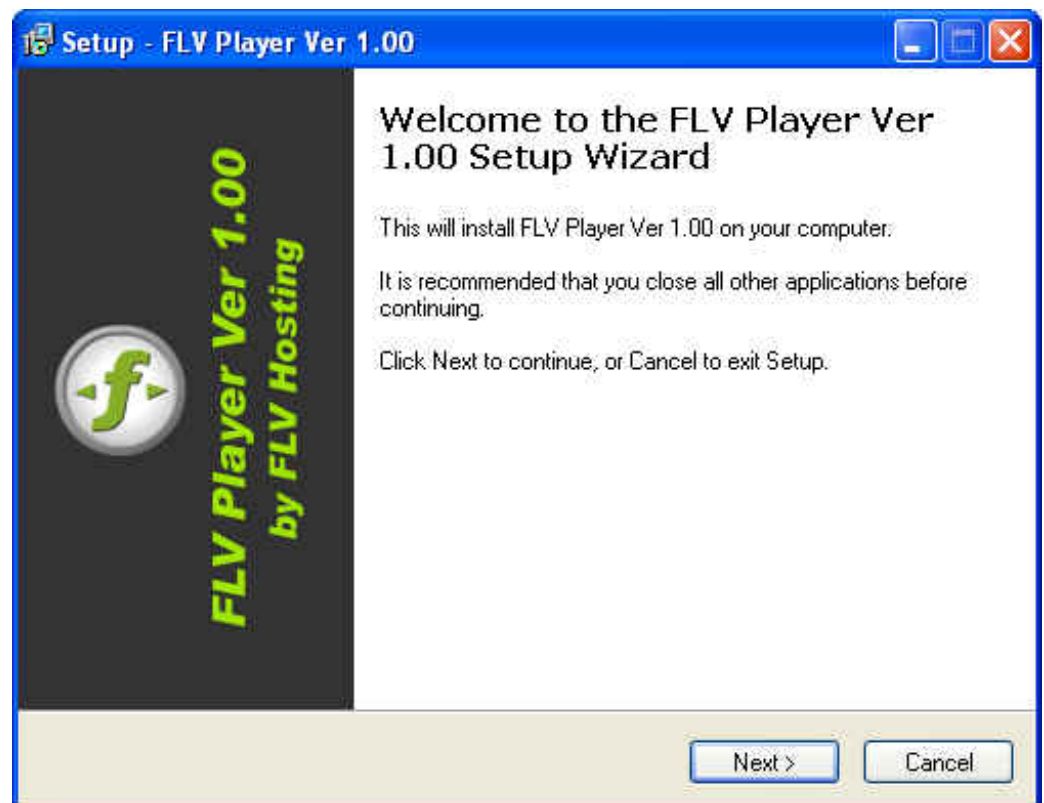 Setup - FLV Player Ver 1.00
FLV Player Ver 1.00
by FLV Hosting
f
Welcome to the FLV Player Ver
1.00 Setup Wizard
This will install FLV Player Ver 1.00 on your computer.
It is recommended that you close all other applications before
continuing.
Click Next to continue, or Cancel to exit Setup.
Next >
Cancel